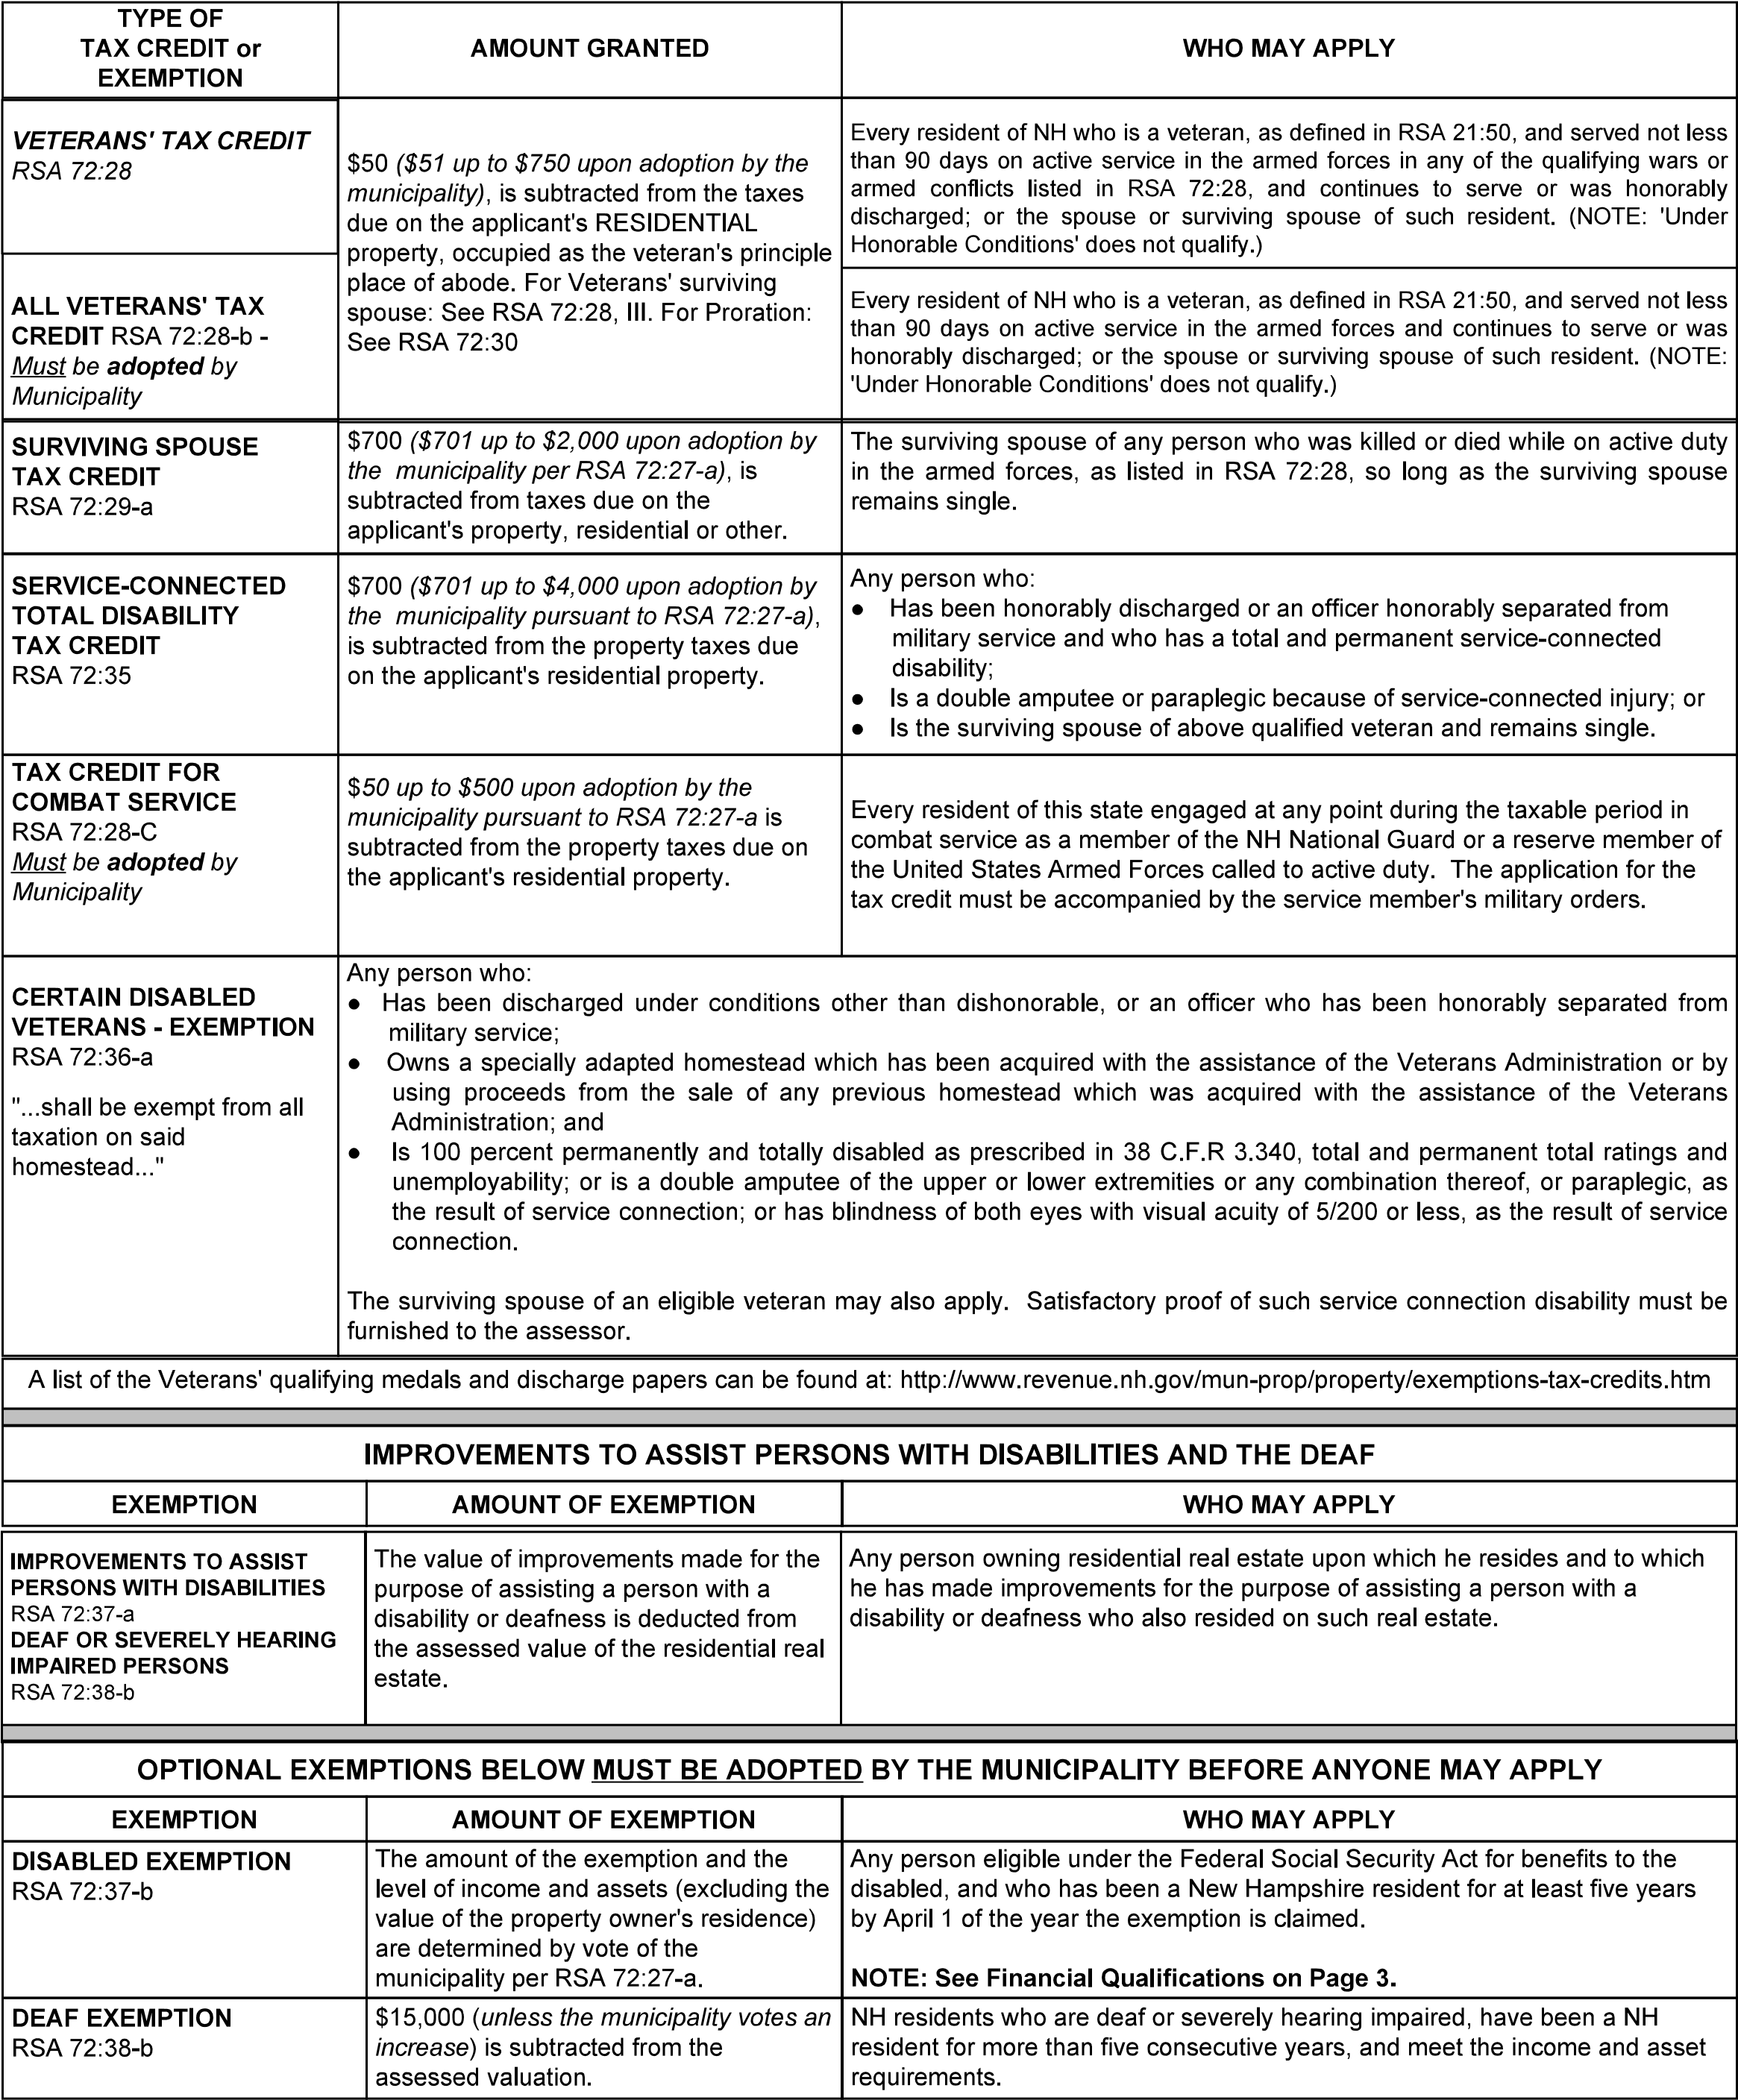 TYPE OF
TAX CREDIT or
EXEMPTION
AMOUNT GRANTED
WHO MAY APPLY
VETERANS' TAX CREDIT
RSA 72:28
$50 ($51 up to $750 upon adoption by the
municipality), is subtracted from the taxes
due on the applicant's RESIDENTIAL
property, occupied as the veteran's principle
place of abode. For Veterans' surviving
spouse: See RSA 72:28, III. For Proration:
See RSA 72:30
Every resident of NH who is a veteran, as defined in RSA 21:50, and served not less
than 90 days on active service in the armed forces in any of the qualifying wars or
armed conflicts listed in RSA 72:28, and continues to serve or was honorably
discharged; or the spouse or surviving spouse of such resident. (NOTE: 'Under
Honorable Conditions' does not qualify.)
ALL VETERANS' TAX
CREDIT RSA 72:28-b -
Must be adopted by
Municipality
Every resident of NH who is a veteran, as defined in RSA 21:50, and served not less
than 90 days on active service in the armed forces and continues to serve or was
honorably discharged; or the spouse or surviving spouse of such resident. (NOTE:
'Under Honorable Conditions' does not qualify.)
SURVIVING SPOUSE
TAX CREDIT
RSA 72:29-a
$700 ($701 up to $2,000 upon adoption by
the municipality per RSA 72:27-a), is
subtracted from taxes due on the
applicant's property, residential or other.
The surviving spouse of any person who was killed or died while on active duty
in the armed forces, as listed in RSA 72:28, so long as the surviving spouse
remains single.
SERVICE-CONNECTED
TOTAL DISABILITY
TAX CREDIT
RSA 72:35
$700 ($701 up to $4,000 upon adoption by
the municipality pursuant to RSA 72:27-a),
is subtracted from the property taxes due
on the applicant's residential property.
Any person who:
● Has been honorably discharged or an officer honorably separated from
military service and who has a total and permanent service-connected
disability;
● Is a double amputee or paraplegic because of service-connected injury; or
● Is the surviving spouse of above qualified veteran and remains single.
TAX CREDIT FOR
COMBAT SERVICE
RSA 72:28-C
Must be adopted by
Municipality
$50 up to $500 upon adoption by the
municipality pursuant to RSA 72:27-a is
subtracted from the property taxes due on
the applicant's residential property.
Every resident of this state engaged at any point during the taxable period in
combat service as a member of the NH National Guard or a reserve member of
the United States Armed Forces called to active duty. The application for the
tax credit must be accompanied by the service member's military orders.
CERTAIN DISABLED
VETERANS - EXEMPTION
RSA 72:36-a
"...shall be exempt from all
taxation on said
homestead..."
Any person who:
● Has been discharged under conditions other than dishonorable, or an officer who has been honorably separated from
military service;
● Owns a specially adapted homestead which has been acquired with the assistance of the Veterans Administration or by
using proceeds from the sale of any previous homestead which was acquired with the assistance of the Veterans
Administration; and
● Is 100 percent permanently and totally disabled as prescribed in 38 C.F.R 3.340, total and permanent total ratings and
unemployability; or is a double amputee of the upper or lower extremities or any combination thereof, or paraplegic, as
the result of service connection; or has blindness of both eyes with visual acuity of 5/200 or less, as the result of service
connection.
The surviving spouse of an eligible veteran may also apply. Satisfactory proof of such service connection disability must be
furnished to the assessor.
A list of the Veterans' qualifying medals and discharge papers can be found at: http://www.revenue.nh.gov/mun-prop/property/exemptions-tax-credits.htm
IMPROVEMENTS TO ASSIST PERSONS WITH DISABILITIES AND THE DEAF
EXEMPTION
AMOUNT OF EXEMPTION
WHO MAY APPLY
IMPROVEMENTS TO ASSIST
PERSONS WITH DISABILITIES
RSA 72:37-a
DEAF OR SEVERELY HEARING
IMPAIRED PERSONS
RSA 72:38-b
The value of improvements made for the
purpose of assisting a person with a
disability or deafness is deducted from
the assessed value of the residential real
estate.
Any person owning residential real estate upon which he resides and to which
he has made improvements for the purpose of assisting a person with a
disability or deafness who also resided on such real estate.
OPTIONAL EXEMPTIONS BELOW MUST BE ADOPTED BY THE MUNICIPALITY BEFORE ANYONE MAY APPLY
EXEMPTION
AMOUNT OF EXEMPTION
WHO MAY APPLY
DISABLED EXEMPTION
RSA 72:37-b
The amount of the exemption and the
level of income and assets (excluding the
value of the property owner's residence)
are determined by vote of the
municipality per RSA 72:27-a.
Any person eligible under the Federal Social Security Act for benefits to the
disabled, and who has been a New Hampshire resident for at least five years
by April 1 of the year the exemption is claimed.
NOTE: See Financial Qualifications on Page 3.
DEAF EXEMPTION
RSA 72:38-b
$15,000 (unless the municipality votes an
increase) is subtracted from the
assessed valuation.
NH residents who are deaf or severely hearing impaired, have been a NH
resident for more than five consecutive years, and meet the income and asset
requirements.